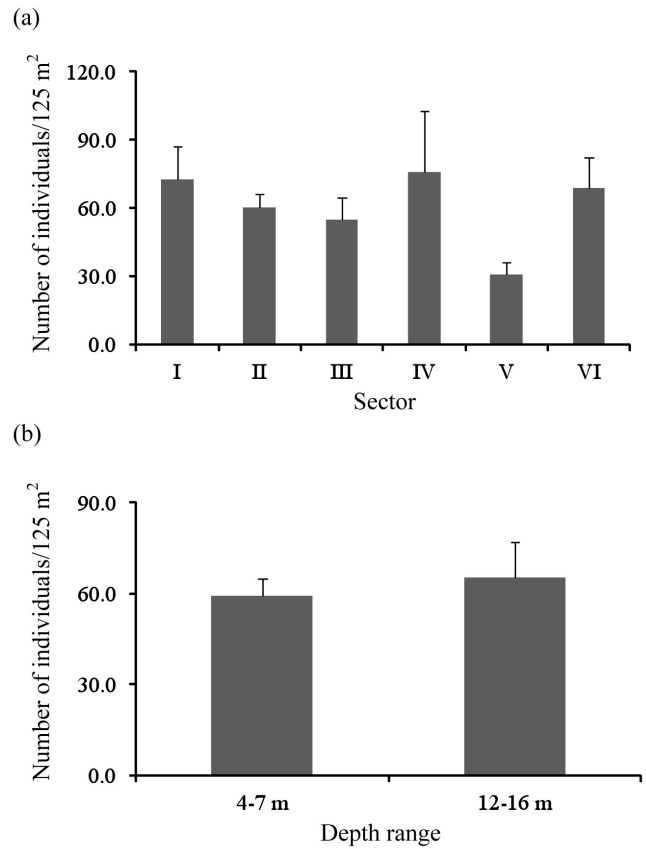 (a)
Number of individuals/125 m²
120.0
90.0
60.0
30.0
0.0
I II III IV V VI
Sector
(b)
Number of individuals/125 m²
90.0
60.0
30.0
0.0
4-7 m 12-16 m
Depth range